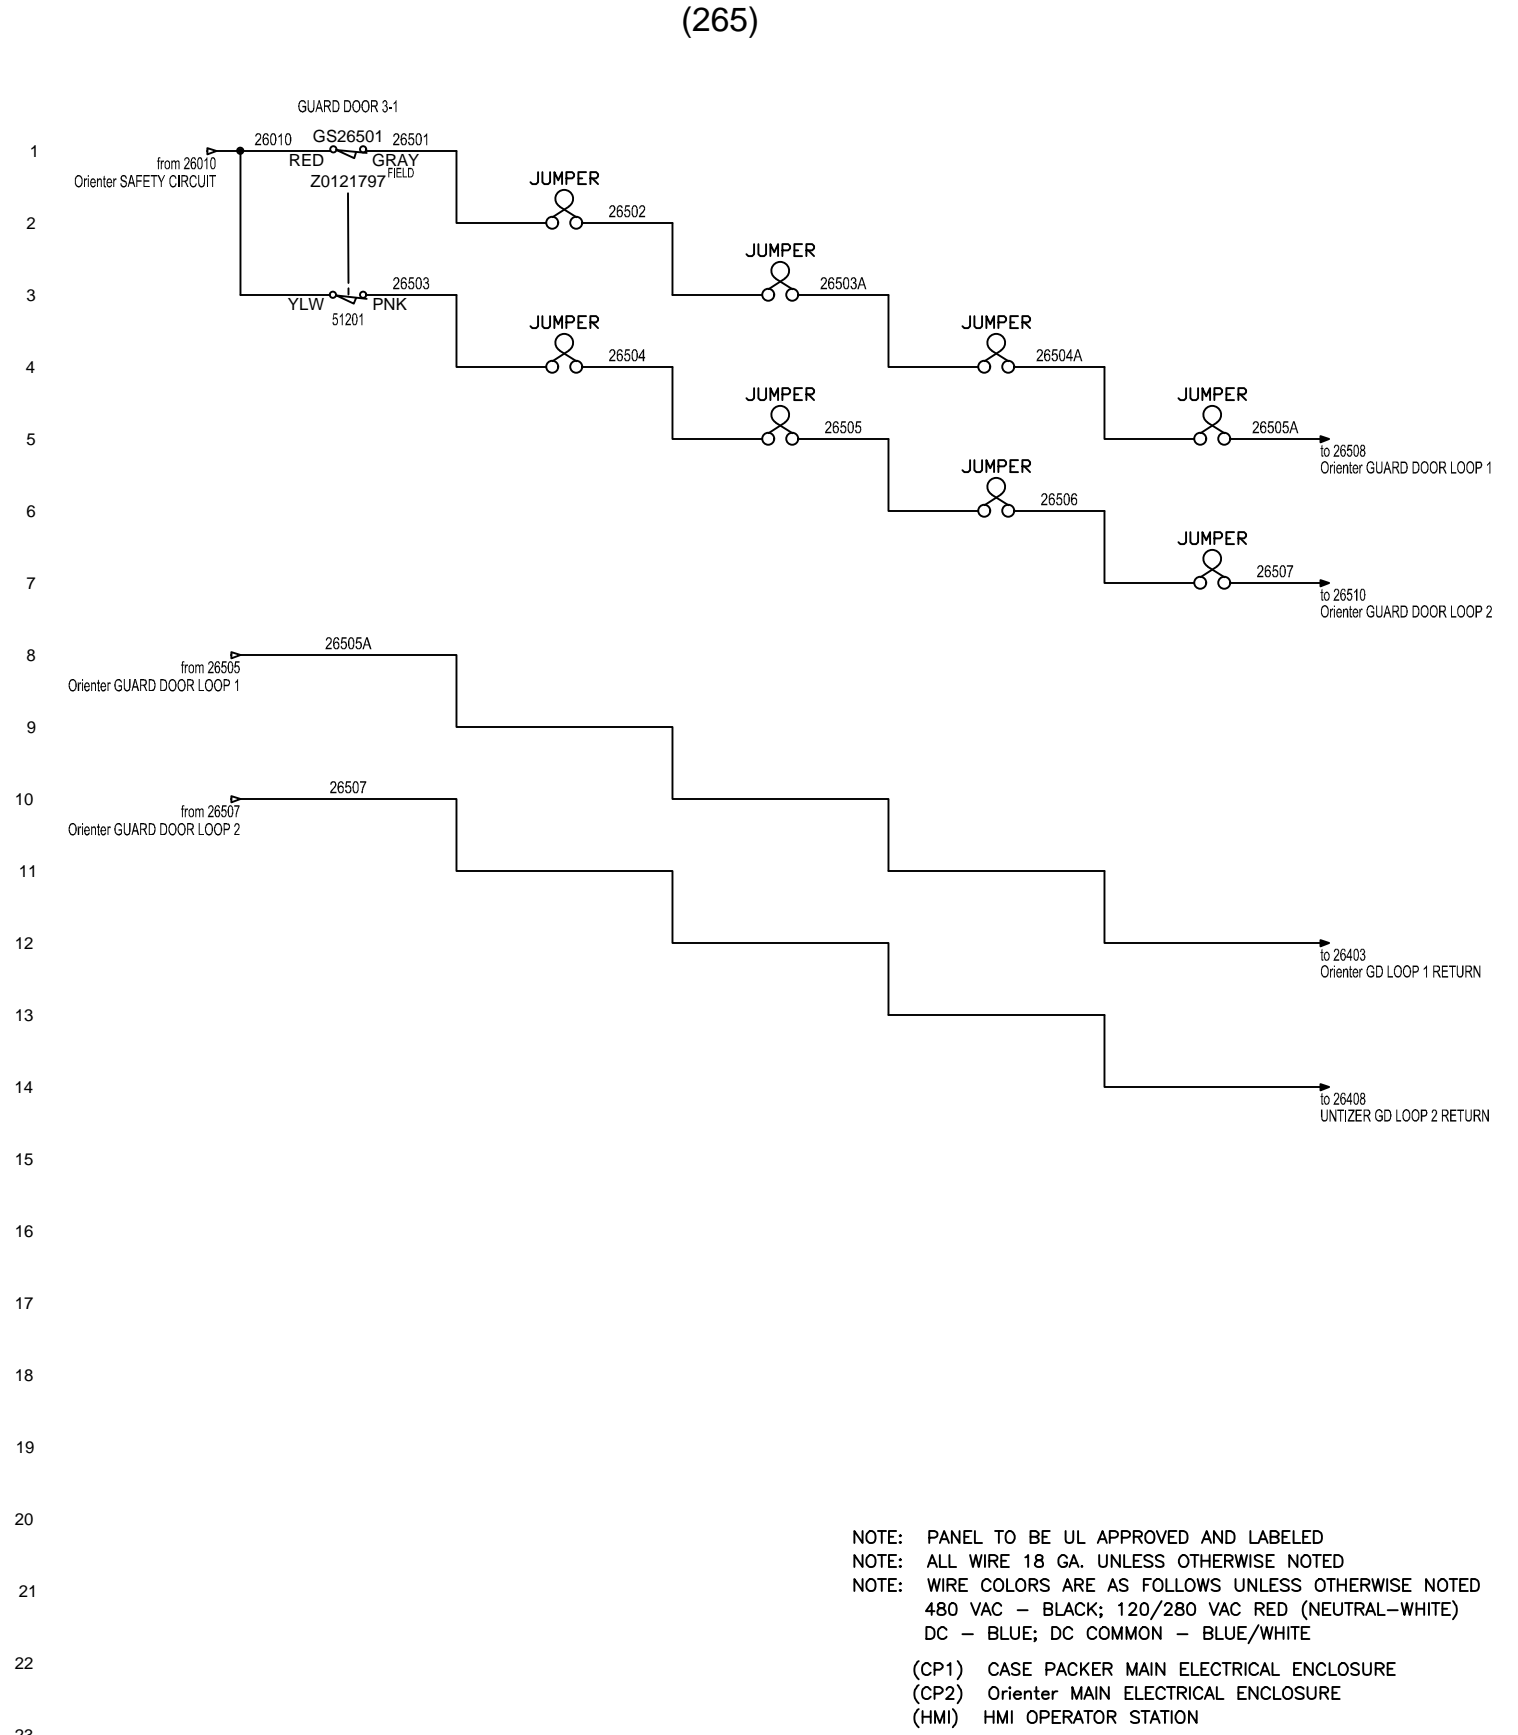 (265)
GUARD DOOR 3-1
1
26010
GS26501
26501
from 26010
RED
GRAY
FIELD
Orienter SAFETY CIRCUIT
Z0121797
JUMPER
2
26502
JUMPER
3
26503
26503A
YLW
PNK
51201
JUMPER
JUMPER
4
26504
26504A
JUMPER
JUMPER
5
26505
26505A
to 26508
Orienter GUARD DOOR LOOP 1
JUMPER
6
26506
JUMPER
7
26507
to 26510
Orienter GUARD DOOR LOOP 2
8
26505A
from 26505
Orienter GUARD DOOR LOOP 1
9
10
26507
from 26507
Orienter GUARD DOOR LOOP 2
11
12
to 26403
Orienter GD LOOP 1 RETURN
13
14
to 26408
UNTIZER GD LOOP 2 RETURN
15
16
17
18
19
20
NOTE: PANEL TO BE UL APPROVED AND LABELED
NOTE: ALL WIRE 18 GA. UNLESS OTHERWISE NOTED
21
NOTE: WIRE COLORS ARE AS FOLLOWS UNLESS OTHERWISE NOTED
480 VAC – BLACK; 120/280 VAC RED (NEUTRAL–WHITE)
DC – BLUE; DC COMMON – BLUE/WHITE
22
(CP1) CASE PACKER MAIN ELECTRICAL ENCLOSURE
(CP2) Orienter MAIN ELECTRICAL ENCLOSURE
(HMI) HMI OPERATOR STATION
23